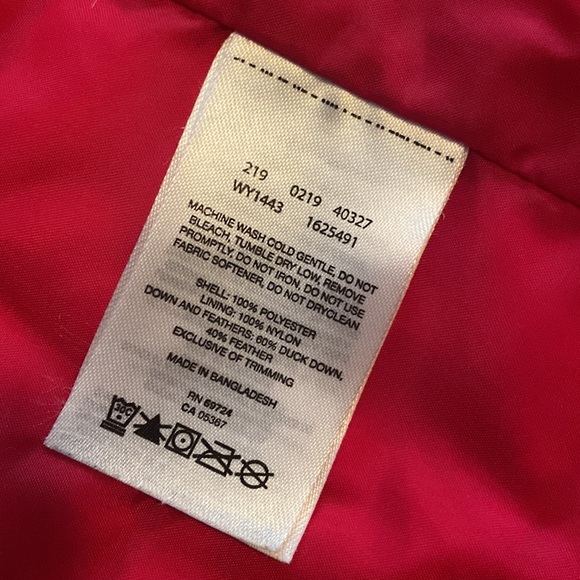 219 0219 40327
WY1443 1625491
MACHINE WASH COLD GENTLE, DO NOT
BLEACH, TUMBLE DRY LOW, REMOVE
PROMPTLY, DO NOT IRON, DO NOT USE
FABRIC SOFTENER, DO NOT DRYCLEAN
SHELL: 100% POLYESTER
LINING: 100% NYLON
DOWN AND FEATHERS: 60% DUCK DOWN,
40% FEATHER
EXCLUSIVE OF TRIMMING
MADE IN BANGLADESH
RN 69724
CA 05367